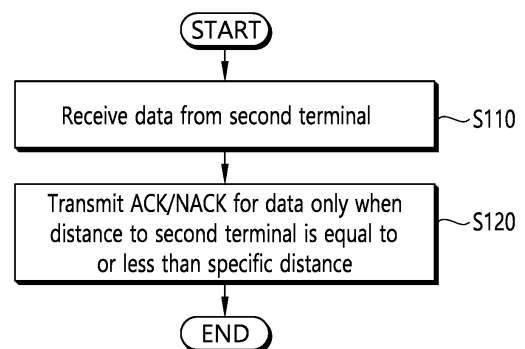 START
Receive data from second terminal
S110
Transmit ACK/NACK for data only when
distance to second terminal is equal to
or less than specific distance
S120
END